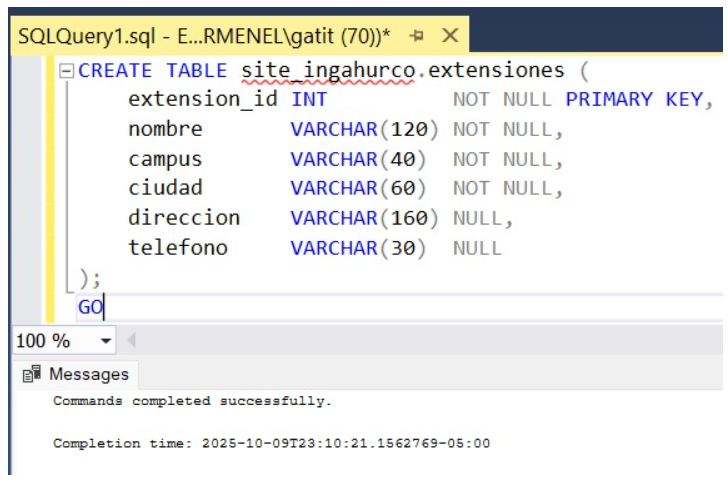 SQLQuery1.sql - E...RMENEL\gatit (70))*
CREATE TABLE site_ingahurco.extensiones (
extension_id INT NOT NULL PRIMARY KEY,
nombre VARCHAR(120) NOT NULL,
campus VARCHAR(40) NOT NULL,
ciudad VARCHAR(60) NOT NULL,
direccion VARCHAR(160) NULL,
telefono VARCHAR(30) NULL
);
GO
100 %
Messages
Commands completed successfully.
Completion time: 2025-10-09T23:10:21.1562769-05:00